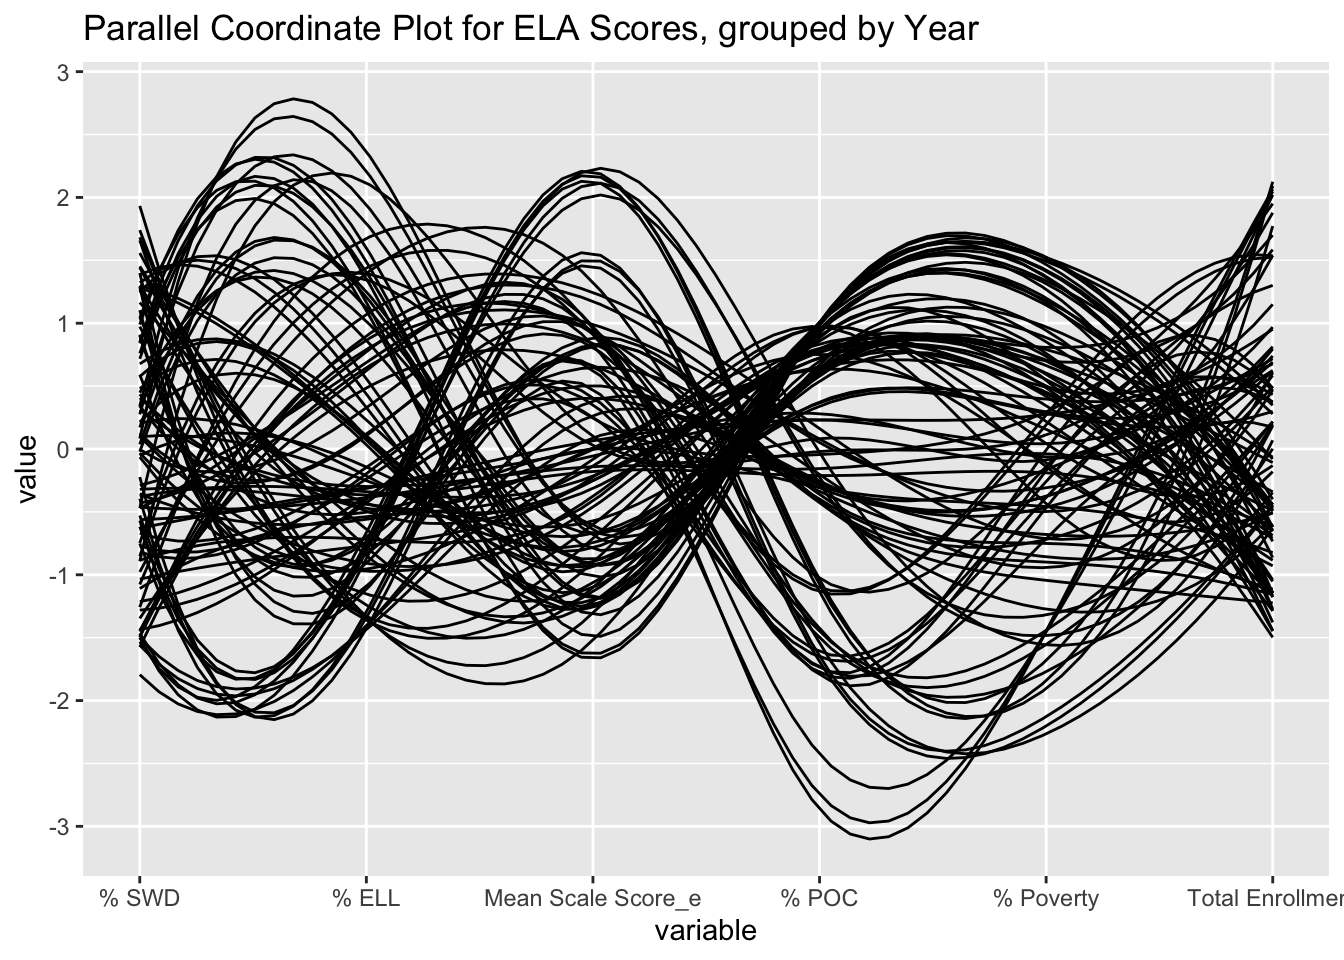 Parallel Coordinate Plot for ELA Scores, grouped by Year
3
2
1
0
-1
-2
-3
value
% SWD % ELL Mean Scale Score_e % POC % Poverty Total Enrollmen
variable